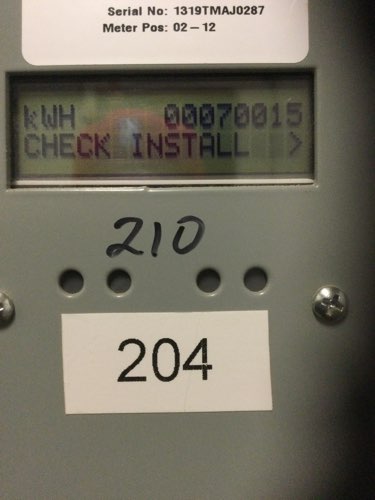 Serial No: 1319TMAJ0287
Meter Pos: 02-12
kWH 00070015
CHECK INSTALL >
210
204